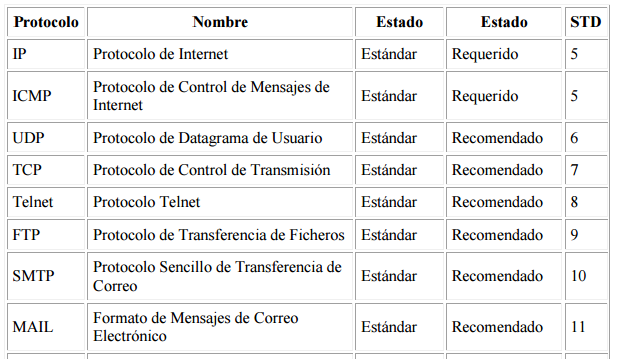 Protocolo Nombre Estado Estado STD
IP Protocolo de Internet Estándar Requerido 5
ICMP Protocolo de Control de Mensajes de Internet Estándar Requerido 5
UDP Protocolo de Datagrama de Usuario Estándar Recomendado 6
TCP Protocolo de Control de Transmisión Estándar Recomendado 7
Telnet Protocolo Telnet Estándar Recomendado 8
FTP Protocolo de Transferencia de Ficheros Estándar Recomendado 9
SMTP Protocolo Sencillo de Transferencia de Correo Estándar Recomendado 10
MAIL Formato de Mensajes de Correo Electrónico Estándar Recomendado 11